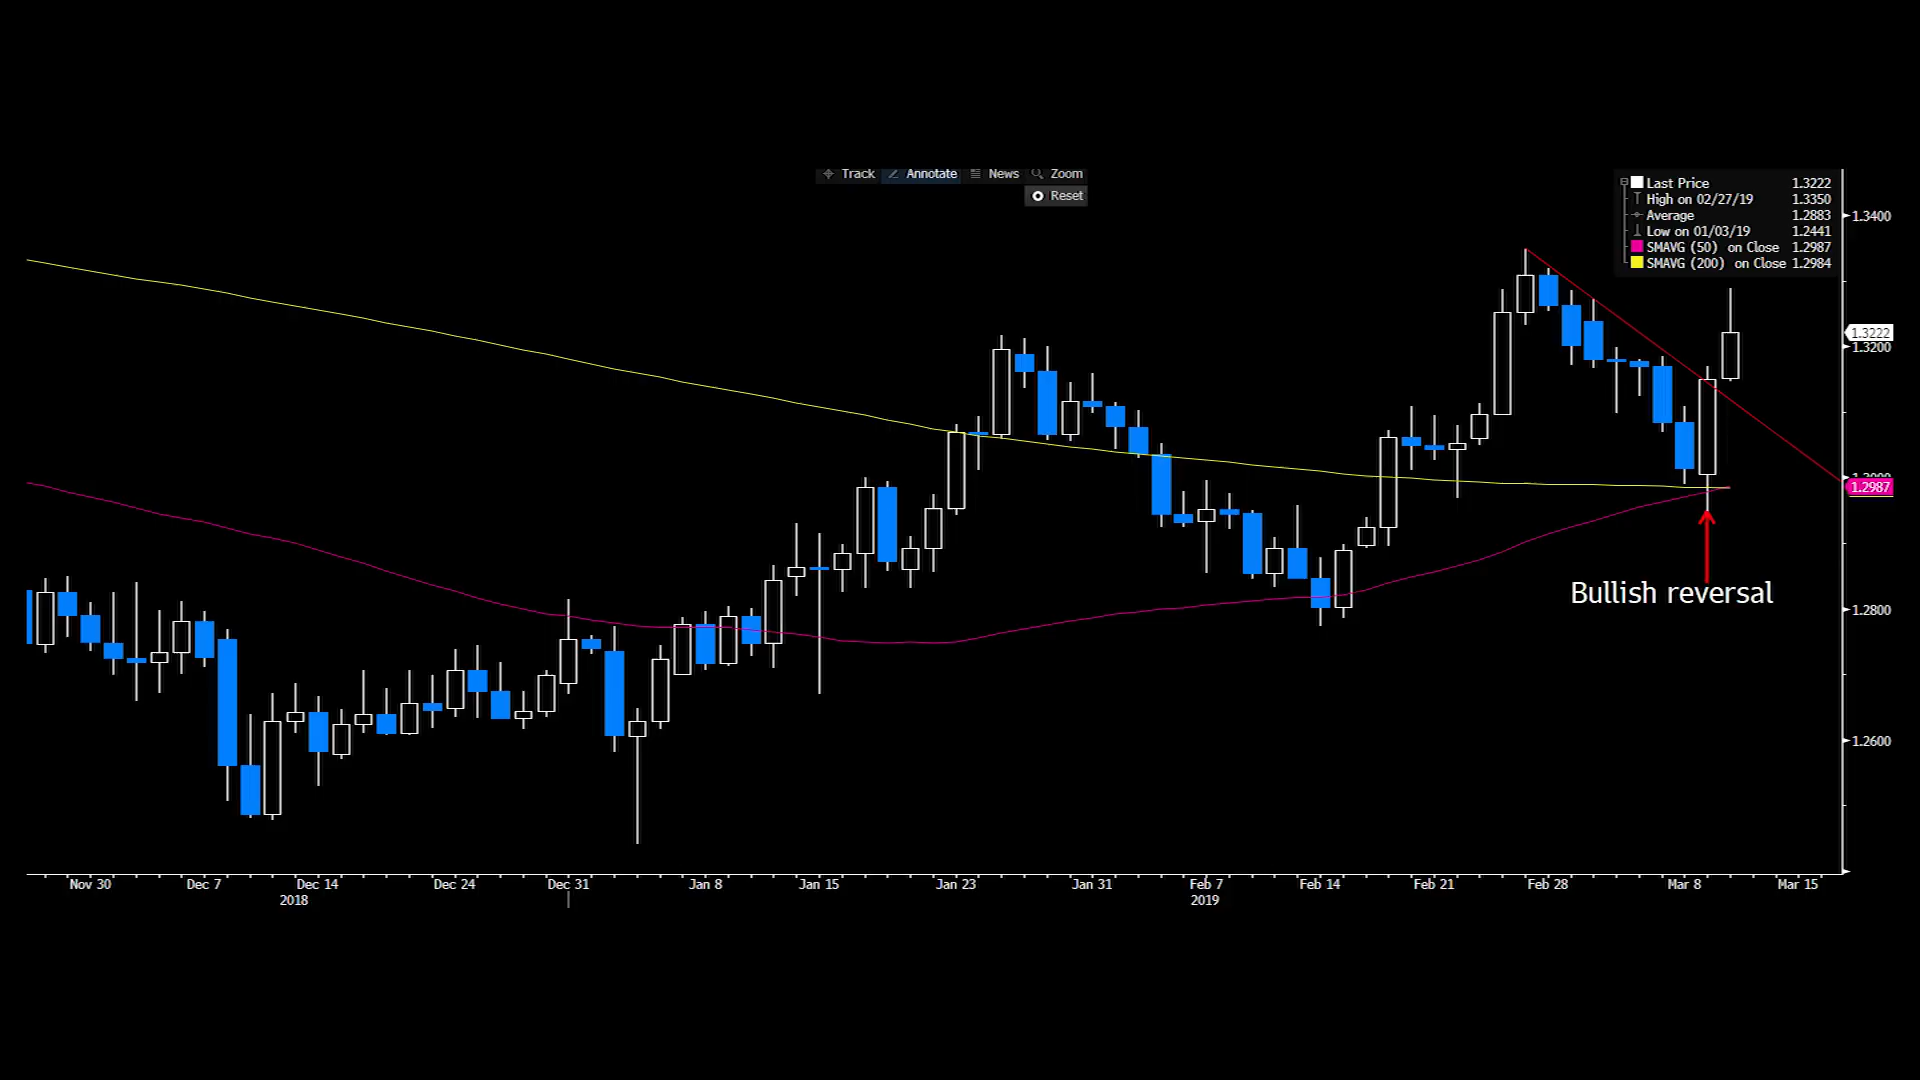 Track Annotate News Zoom
Reset
Last Price 1.3222
High on 02/27/19 1.3350
Average 1.2883
Low on 01/03/19 1.2441
SMAVG (50) on Close 1.2987
SMAVG (200) on Close 1.2984
1.3400
1.3222
1.3200
1.3000
1.2987
Bullish reversal
1.2800
1.2600
Nov 30 Dec 7 Dec 14 Dec 24 Dec 31 Jan 8 Jan 15 Jan 23 Jan 31 Feb 7 Feb 14 Feb 21 Feb 28 Mar 8 Mar 15
2018 2019